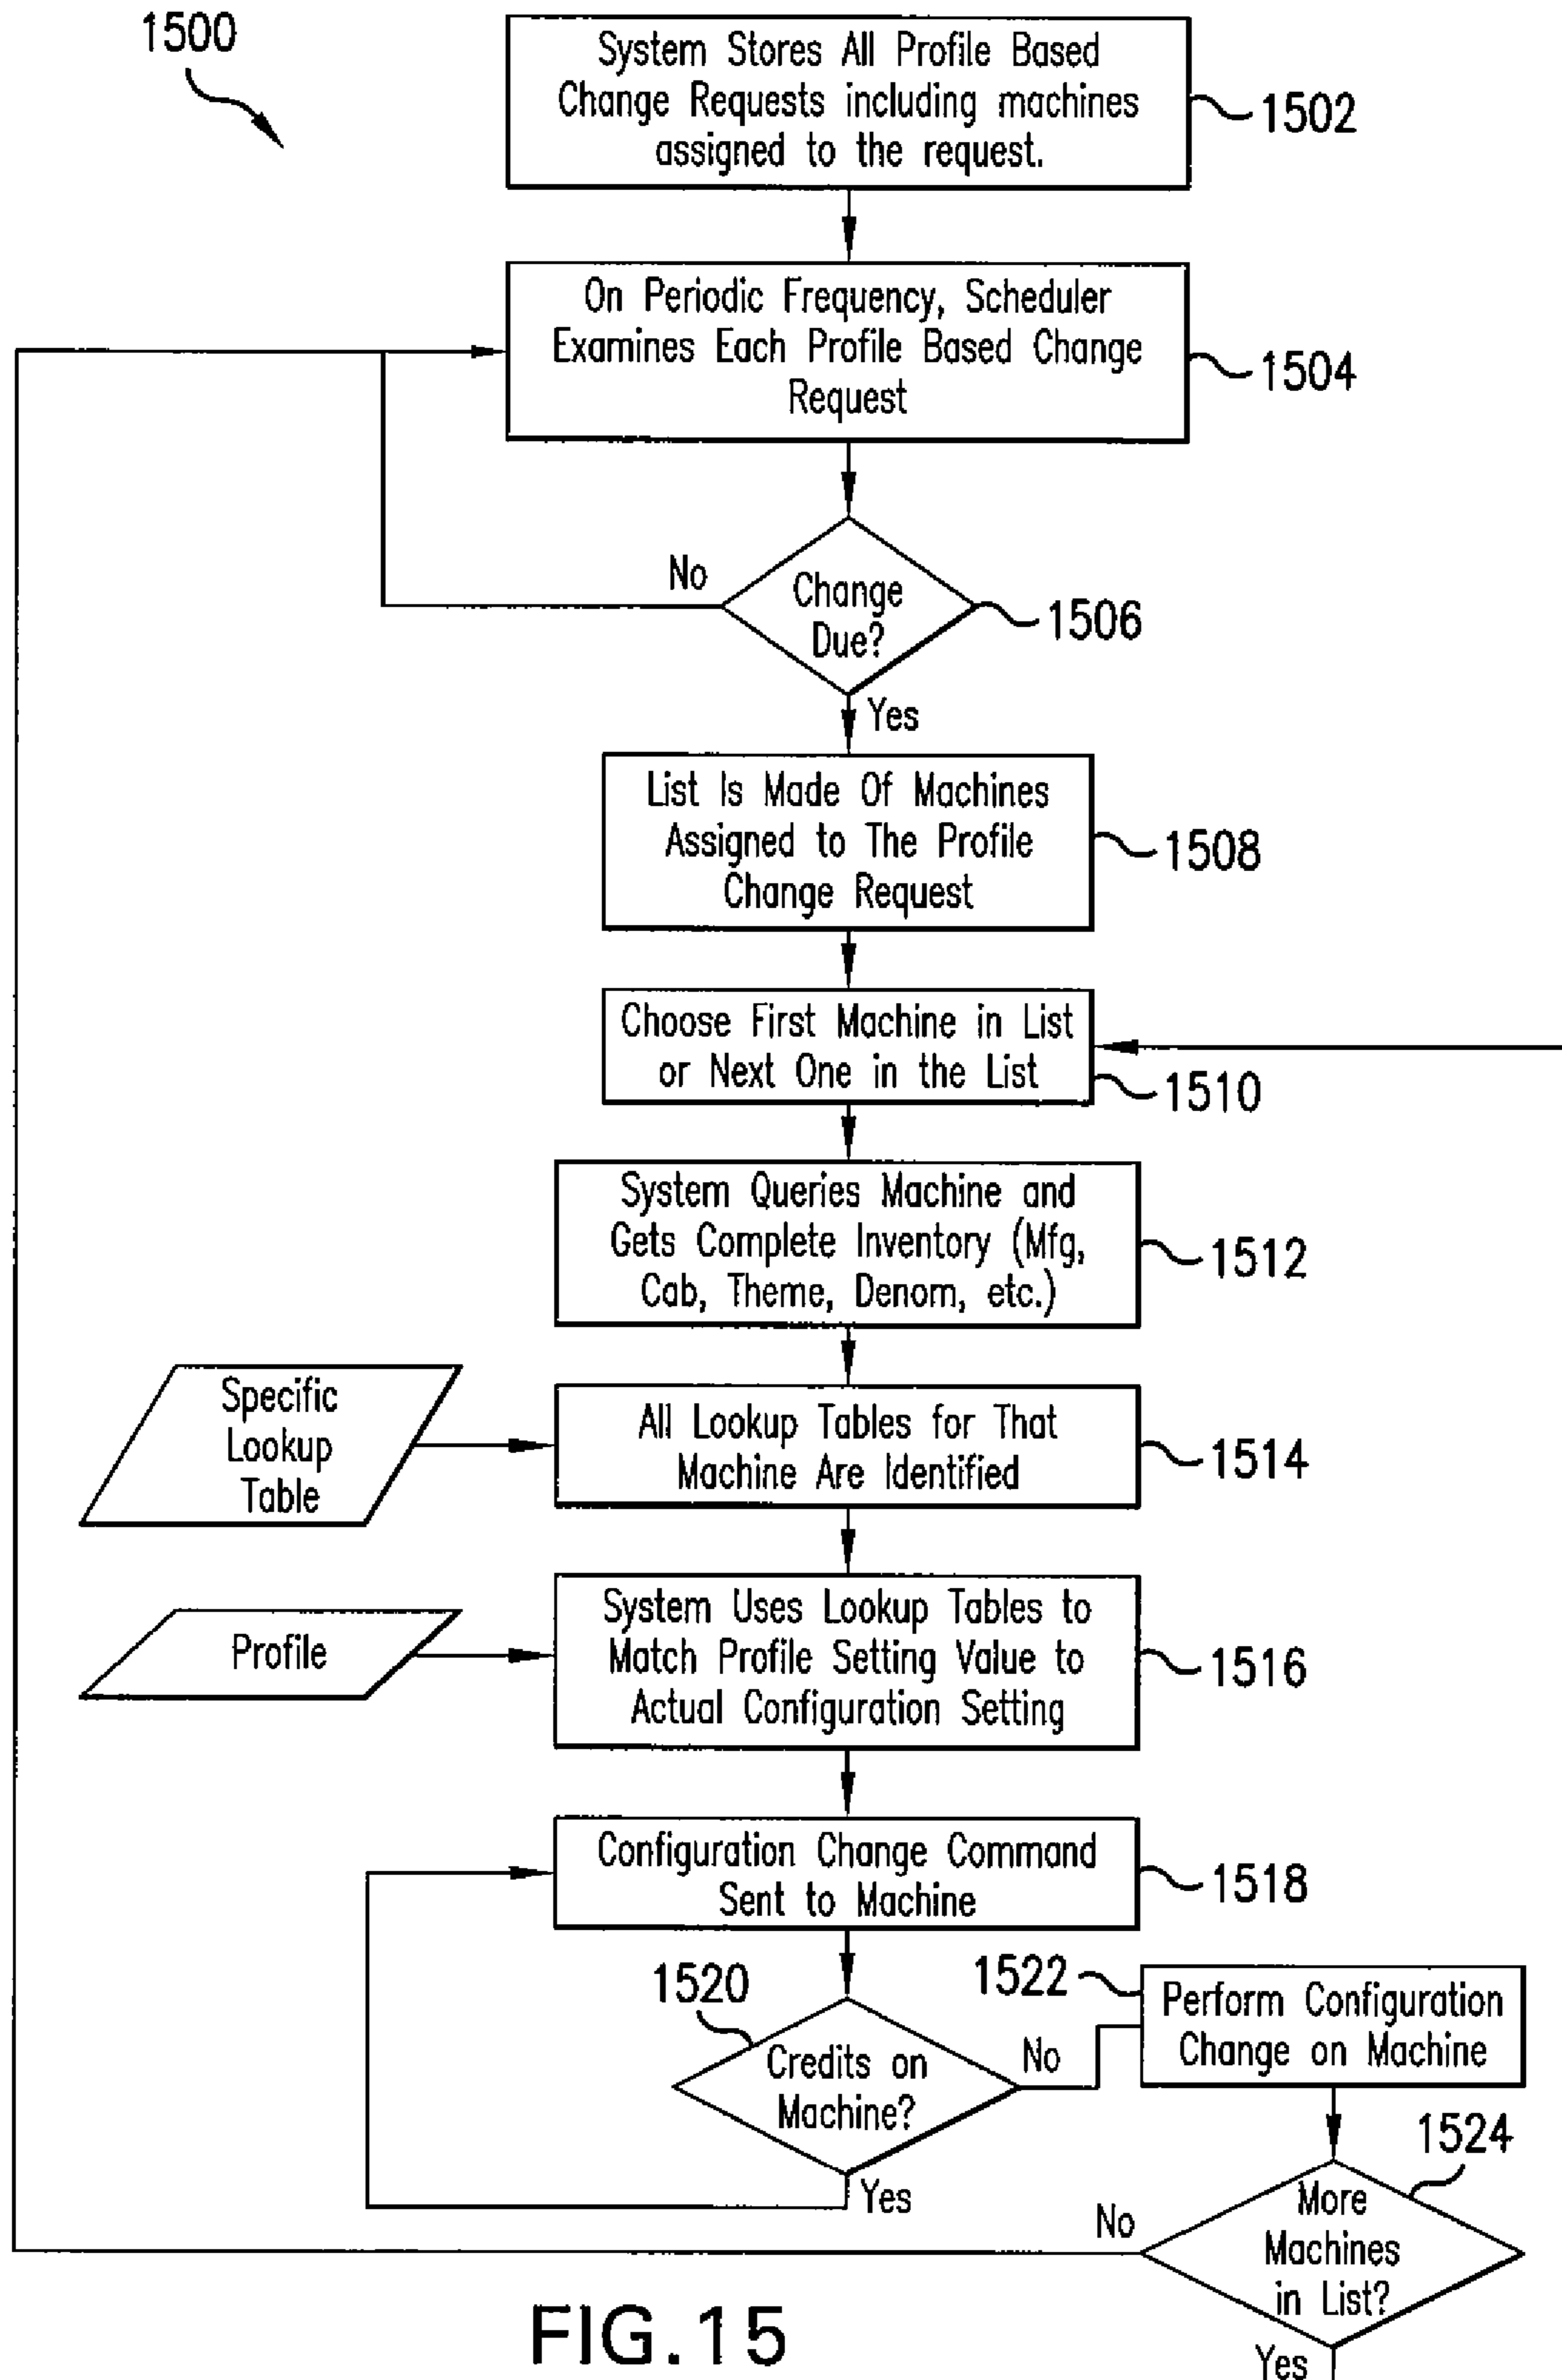 1500
System Stores All Profile Based
Change Requests including machines
assigned to the request.
1502
On Periodic Frequency, Scheduler
Examines Each Profile Based Change
Request
1504
No
Change
Due?
1506
Yes
List Is Made Of Machines
Assigned to The Profile
Change Request
1508
Choose First Machine in List
or Next One in the List
1510
System Queries Machine and
Gets Complete Inventory (Mfg,
Cab, Theme, Denom, etc.)
1512
Specific
Lookup
Table
All Lookup Tables for That
Machine Are Identified
1514
Profile
System Uses Lookup Tables to
Match Profile Setting Value to
Actual Configuration Setting
1516
Configuration Change Command
Sent to Machine
1518
1520
Credits on
Machine?
No
Yes
1522
Perform Configuration
Change on Machine
1524
More
Machines
in List?
No
Yes
FIG.15